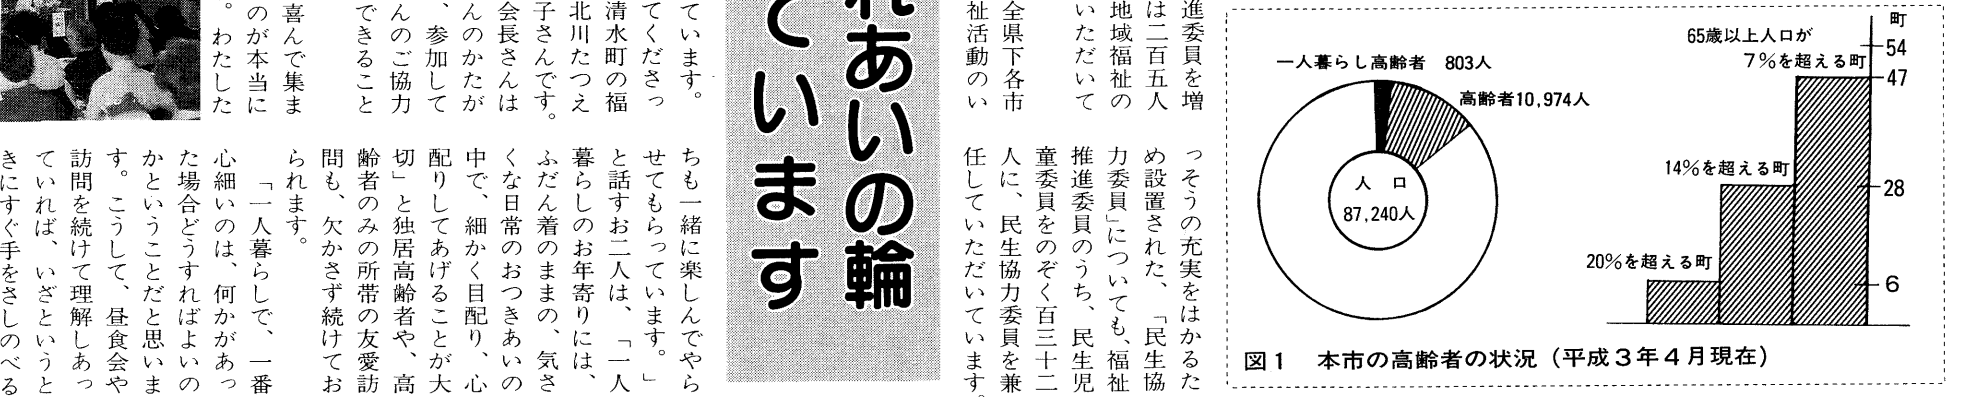 進委員を増
は二百五人
地域福祉の
いただいて
全県下各市
祉活動のい
っそうの充実をはかるた
め設置された、「民生協
力委員」についても、福祉
推進委員のうち、民生児
童委員をのぞく百三十二
人に、民生協力委員を兼
任していただいています。
れあいの輪
ています
ています。
てくださっ
清水町の福
北川たつえ
子さんです。
会長さんは
んのかたが
、参加して
んのご協力
できること
喜んで集ま
のが本当に
。わたした
ちも一緒に楽しんでやら
せてもらっています。」
と話すお二人は、「一人
暮らしのお年寄りには、
ふだん着のままの、気さ
くな日常のおつきあいの
中で、細かく目配り、心
配りしてあげることが大
切」と独居高齢者や、高
齢者のみの所帯の友愛訪
問も、欠かさず続けてお
られます。
「一人暮らしで、一番
心細いのは、何かがあっ
た場合どうすればよいの
かということだと思いま
す。こうして、昼食会や
訪問を続けて理解しあっ
ていれば、いざというと
きにすぐ手をさしのべる
一人暮らし高齢者 803人
高齢者10,974人
人口
87,240人
町
65歳以上人口が
7%を超える町
54
47
14%を超える町
28
20%を超える町
6
図1 本市の高齢者の状況(平成3年4月現在)